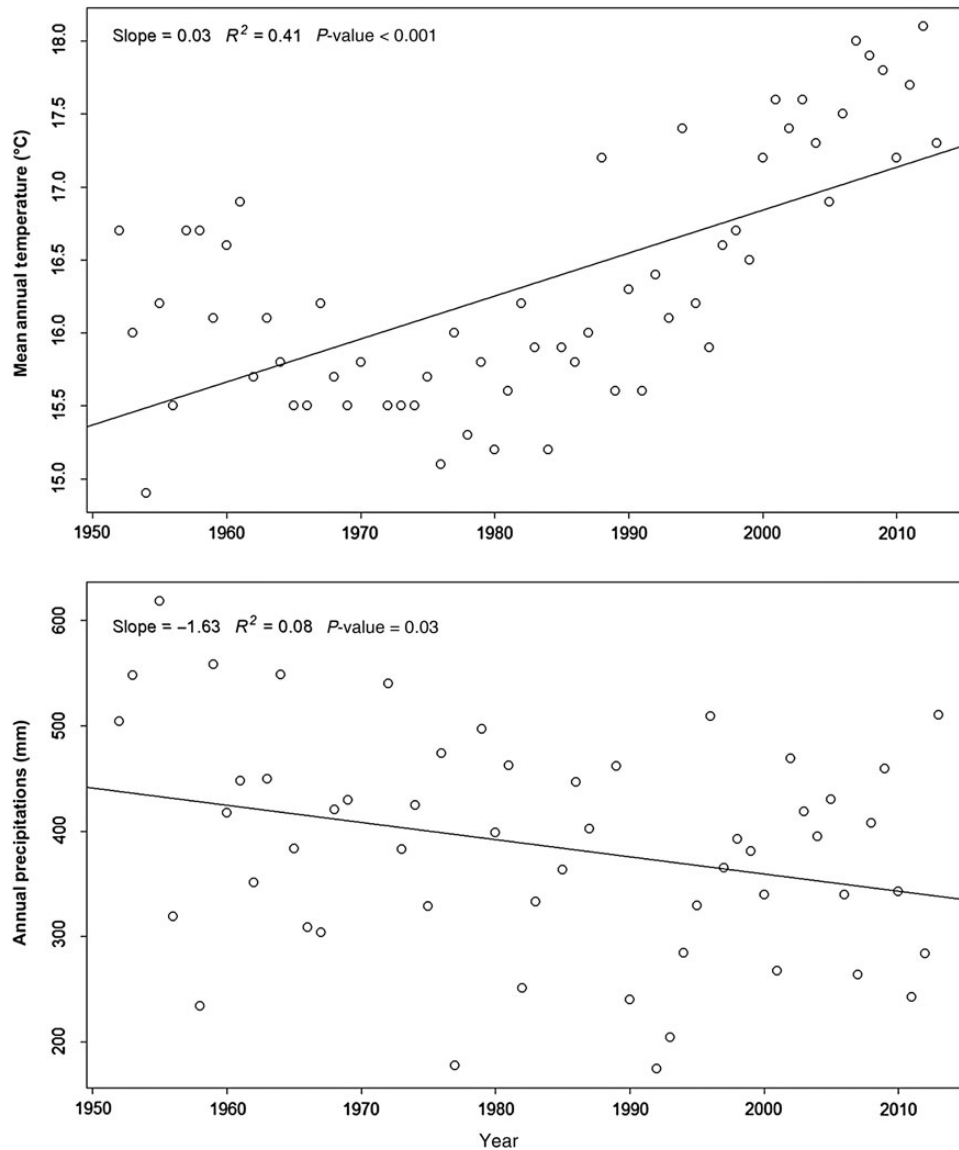 Slope = 0.03 R² = 0.41 P-value < 0.001
Mean annual temperature (°C)
18.0
17.5
17.0
16.5
16.0
15.5
15.0
1950 1960 1970 1980 1990 2000 2010
Slope = −1.63 R² = 0.08 P-value = 0.03
Annual precipitations (mm)
600
500
400
300
200
1950 1960 1970 1980 1990 2000 2010
Year